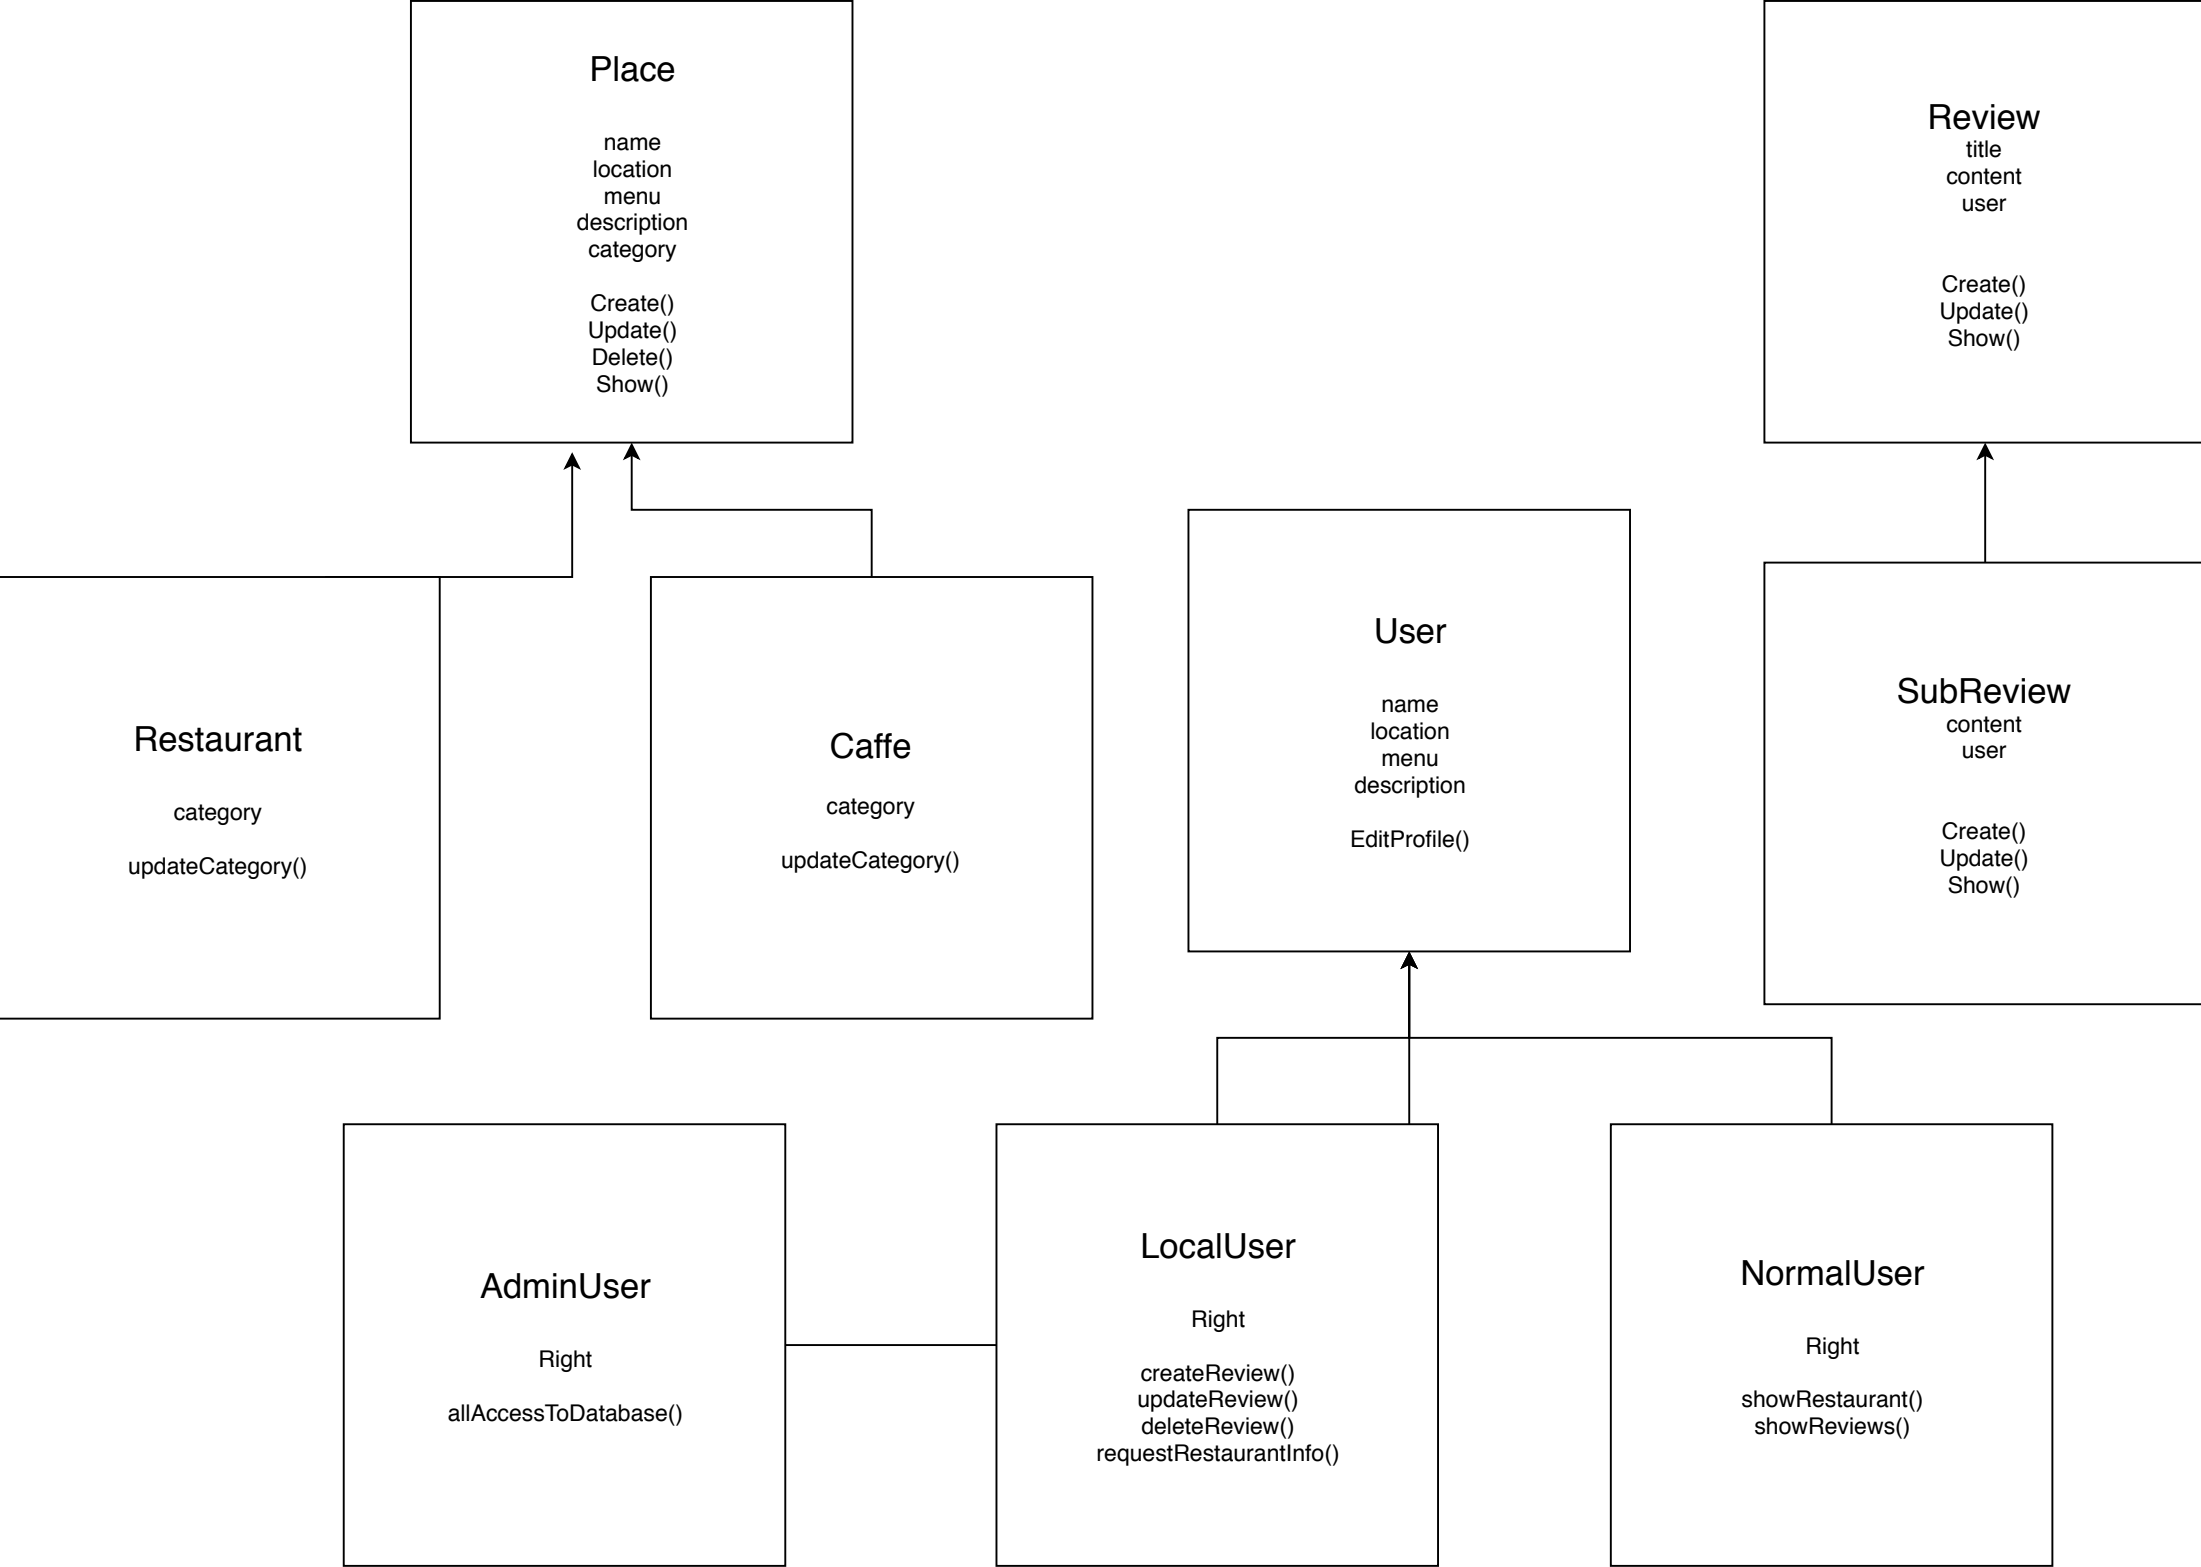 Place
name
location
menu
description
category
Create()
Update()
Delete()
Show()
Review
title
content
user
Create()
Update()
Show()
Restaurant
category
updateCategory()
Caffe
category
updateCategory()
User
name
location
menu
description
EditProfile()
SubReview
content
user
Create()
Update()
Show()
AdminUser
Right
allAccessToDatabase()
LocalUser
Right
createReview()
updateReview()
deleteReview()
requestRestaurantInfo()
NormalUser
Right
showRestaurant()
showReviews()